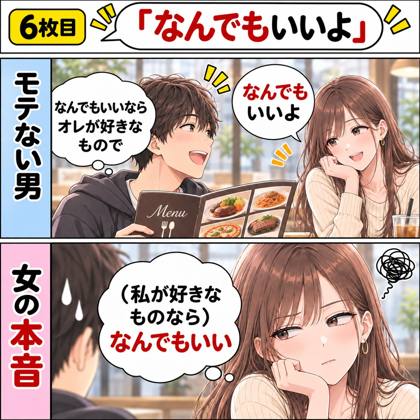 6枚目
「なんでもいいよ」
モテない男
なんでもいいなら
オレが好きな
もので
なんでも
いいよ
Menu
女の本音
(私が好きな
ものなら)
なんでもいい